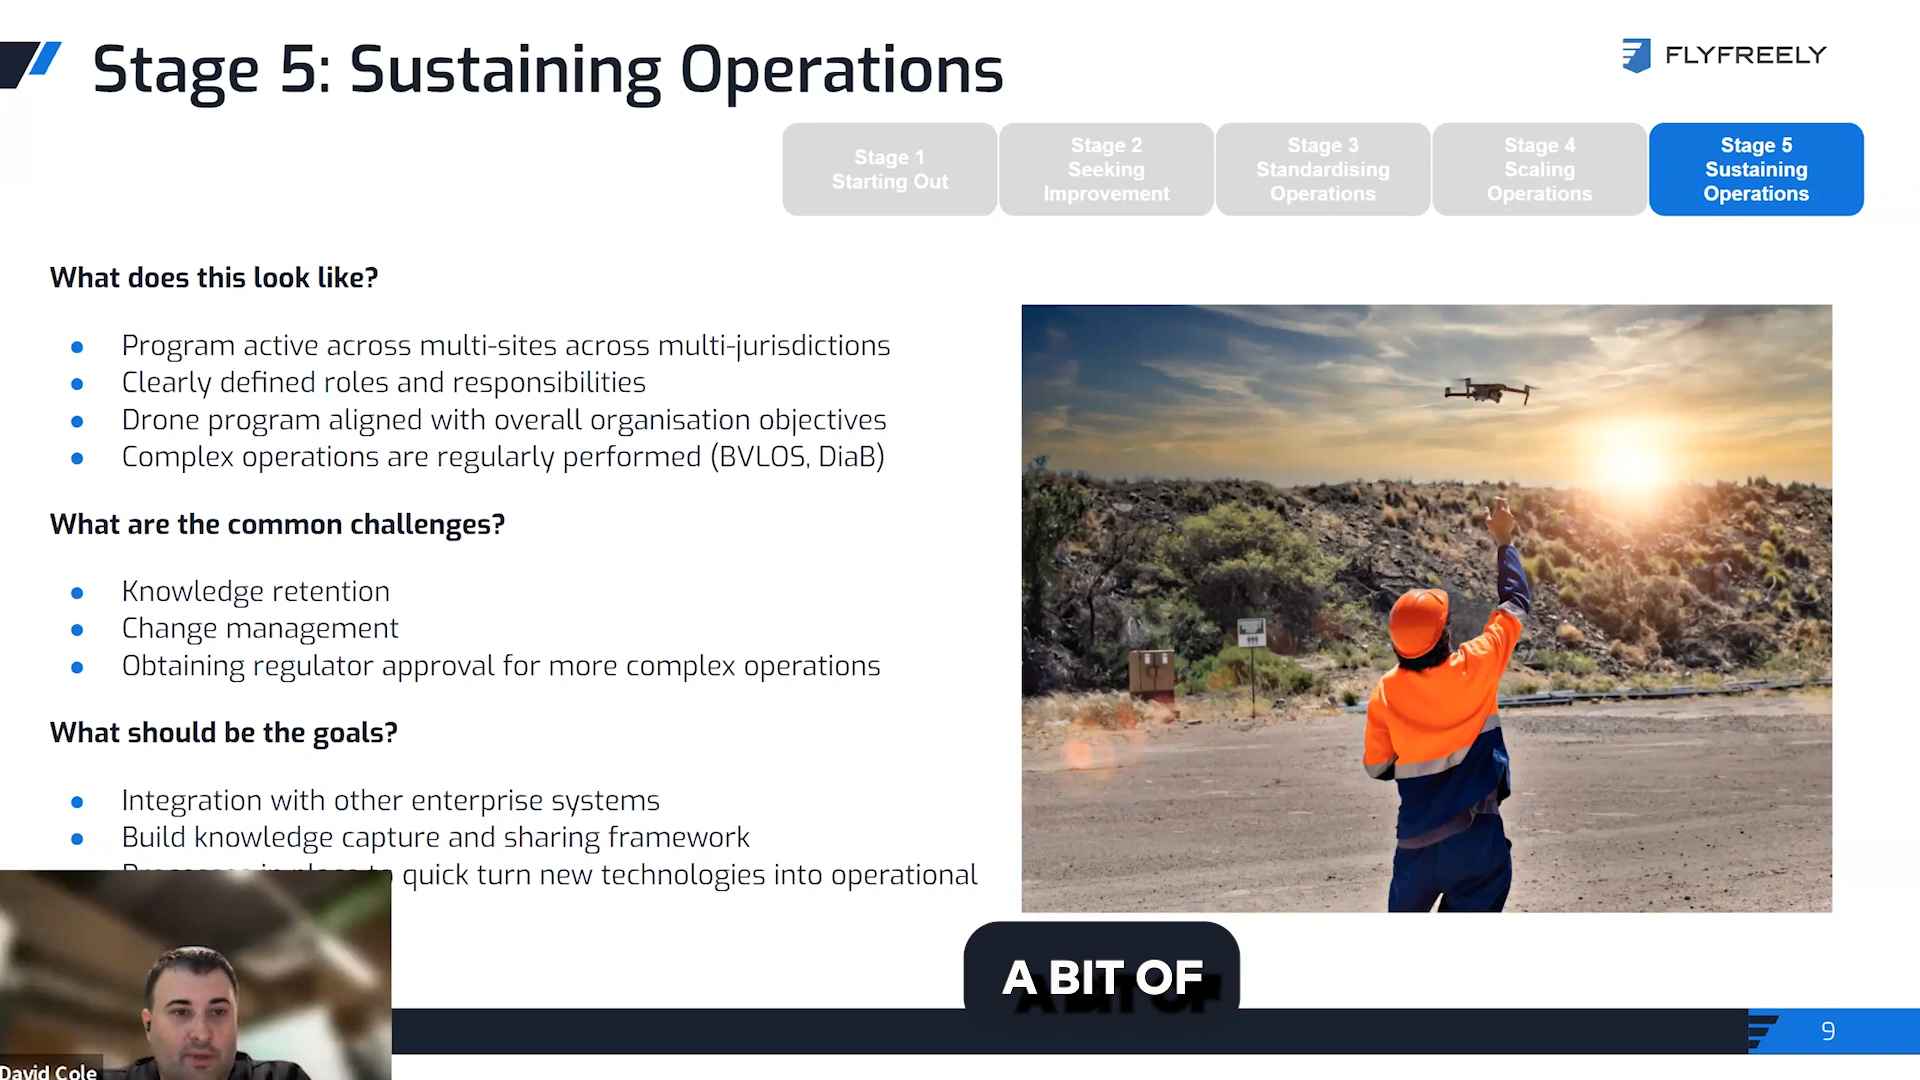 Stage 5: Sustaining Operations
FLYFREELY
Stage 1
Starting Out
Stage 2
Seeking
Improvement
Stage 3
Standardising
Operations
Stage 4
Scaling
Operations
Stage 5
Sustaining
Operations
What does this look like?
Program active across multi-sites across multi-jurisdictions
Clearly defined roles and responsibilities
Drone program aligned with overall organisation objectives
Complex operations are regularly performed (BVLOS, DiaB)
What are the common challenges?
Knowledge retention
Change management
Obtaining regulator approval for more complex operations
What should be the goals?
Integration with other enterprise systems
Build knowledge capture and sharing framework
quick turn new technologies into operational
A BIT OF
David Cole
9